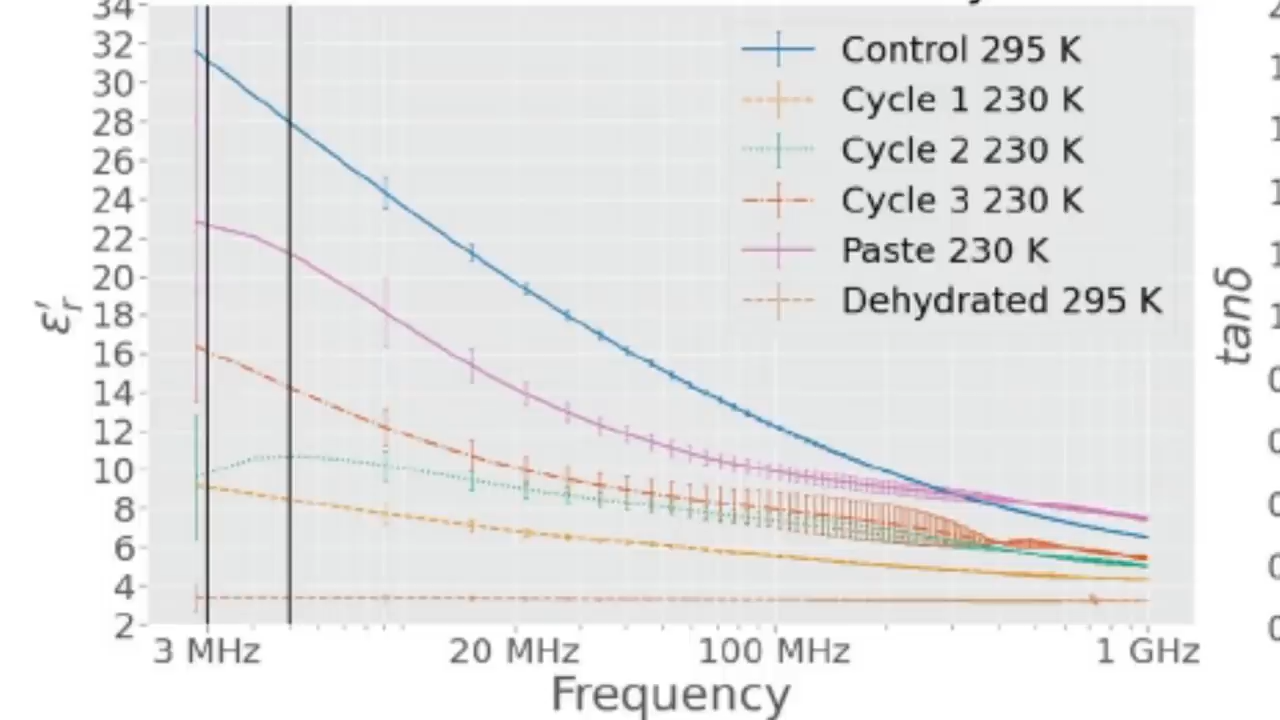 34
32
30
28
26
24
22
20
18
16
14
12
10
8
6
4
2
ε′r
Control 295 K
Cycle 1 230 K
Cycle 2 230 K
Cycle 3 230 K
Paste 230 K
Dehydrated 295 K
3 MHz 20 MHz 100 MHz 1 GHz
Frequency
tanδ